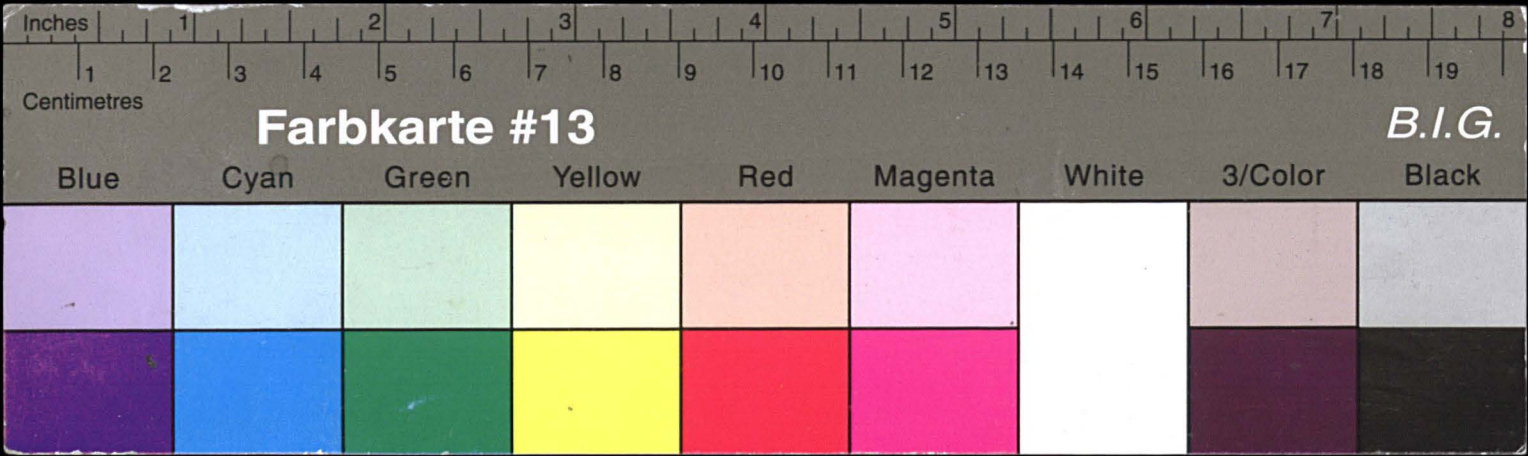 Inches 1 2 3 4 5 6 7 8
1 2 3 4 5 6 7 8 9 10 11 12 13 14 15 16 17 18 19
Centimetres
Farbkarte #13 B.I.G.
Blue Cyan Green Yellow Red Magenta White 3/Color Black